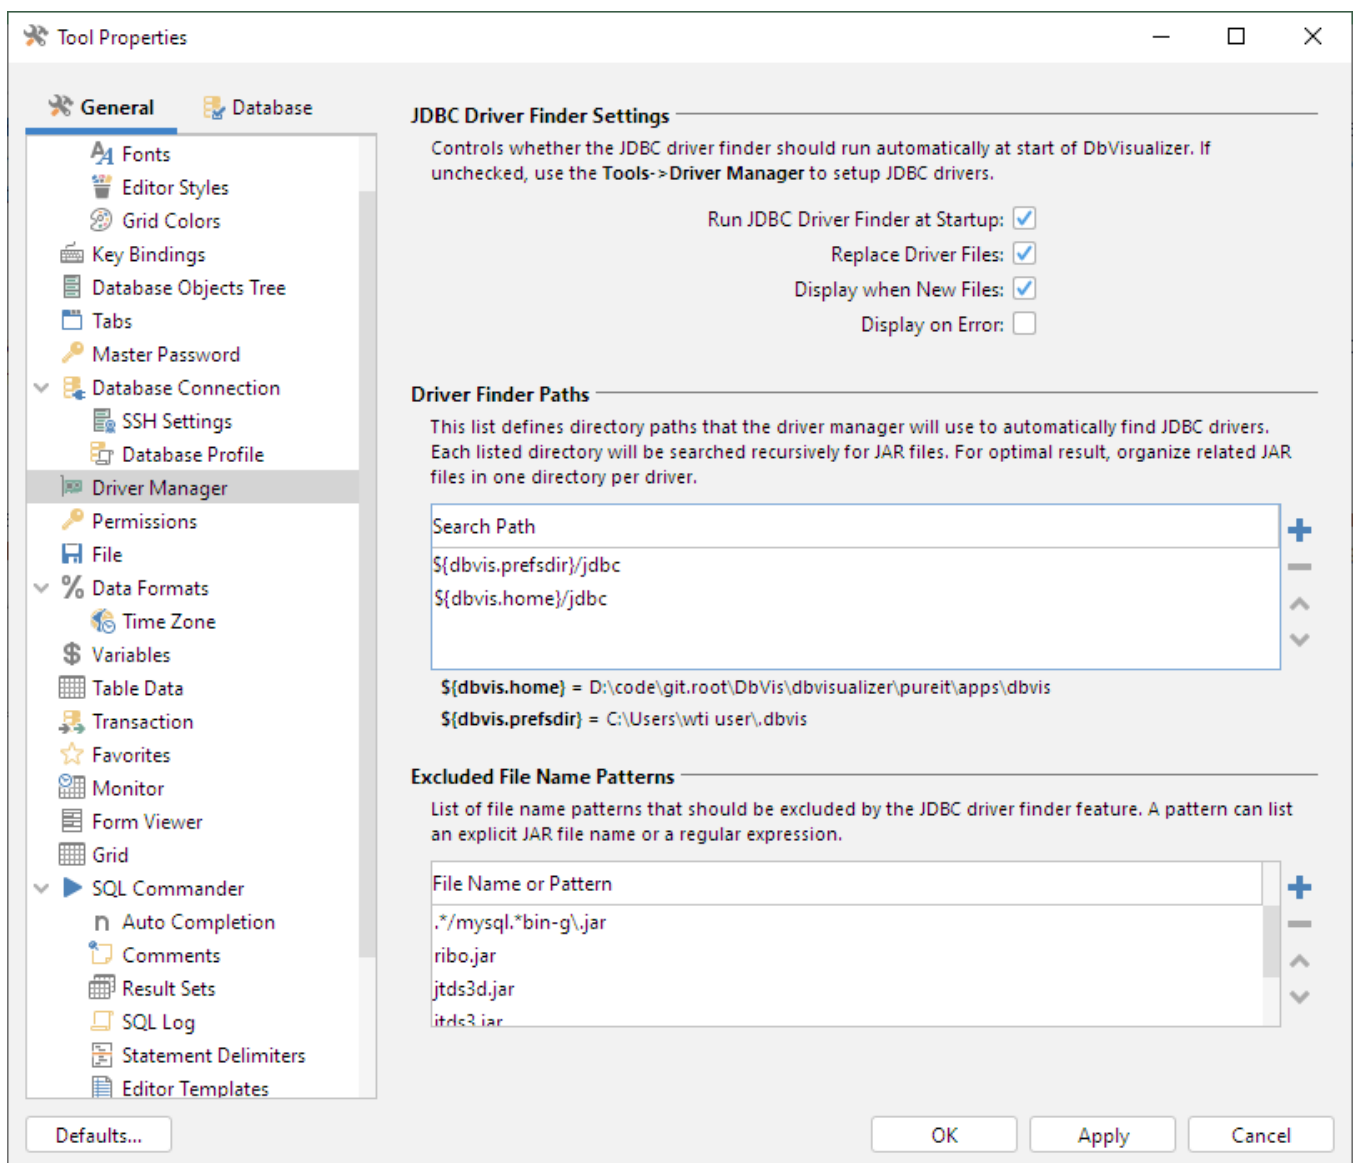 Tool Properties
General
Database
Fonts
Editor Styles
Grid Colors
Key Bindings
Database Objects Tree
Tabs
Master Password
Database Connection
SSH Settings
Database Profile
Driver Manager
Permissions
File
Data Formats
Time Zone
Variables
Table Data
Transaction
Favorites
Monitor
Form Viewer
Grid
SQL Commander
Auto Completion
Comments
Result Sets
SQL Log
Statement Delimiters
Editor Templates
JDBC Driver Finder Settings
Controls whether the JDBC driver finder should run automatically at start of DbVisualizer. If
unchecked, use the Tools->Driver Manager to setup JDBC drivers.
Run JDBC Driver Finder at Startup:
Replace Driver Files:
Display when New Files:
Display on Error:
Driver Finder Paths
This list defines directory paths that the driver manager will use to automatically find JDBC drivers.
Each listed directory will be searched recursively for JAR files. For optimal result, organize related JAR
files in one directory per driver.
Search Path
${dbvis.prefsdir}/jdbc
${dbvis.home}/jdbc
${dbvis.home} = D:\code\git.root\DbVis\dbvisualizer\pureit\apps\dbvis
${dbvis.prefsdir} = C:\Users\wti user\.dbvis
Excluded File Name Patterns
List of file name patterns that should be excluded by the JDBC driver finder feature. A pattern can list
an explicit JAR file name or a regular expression.
File Name or Pattern
.*/mysql.*bin-g\.jar
ribo.jar
jtds3d.jar
jtds3.jar
Defaults...
OK
Apply
Cancel